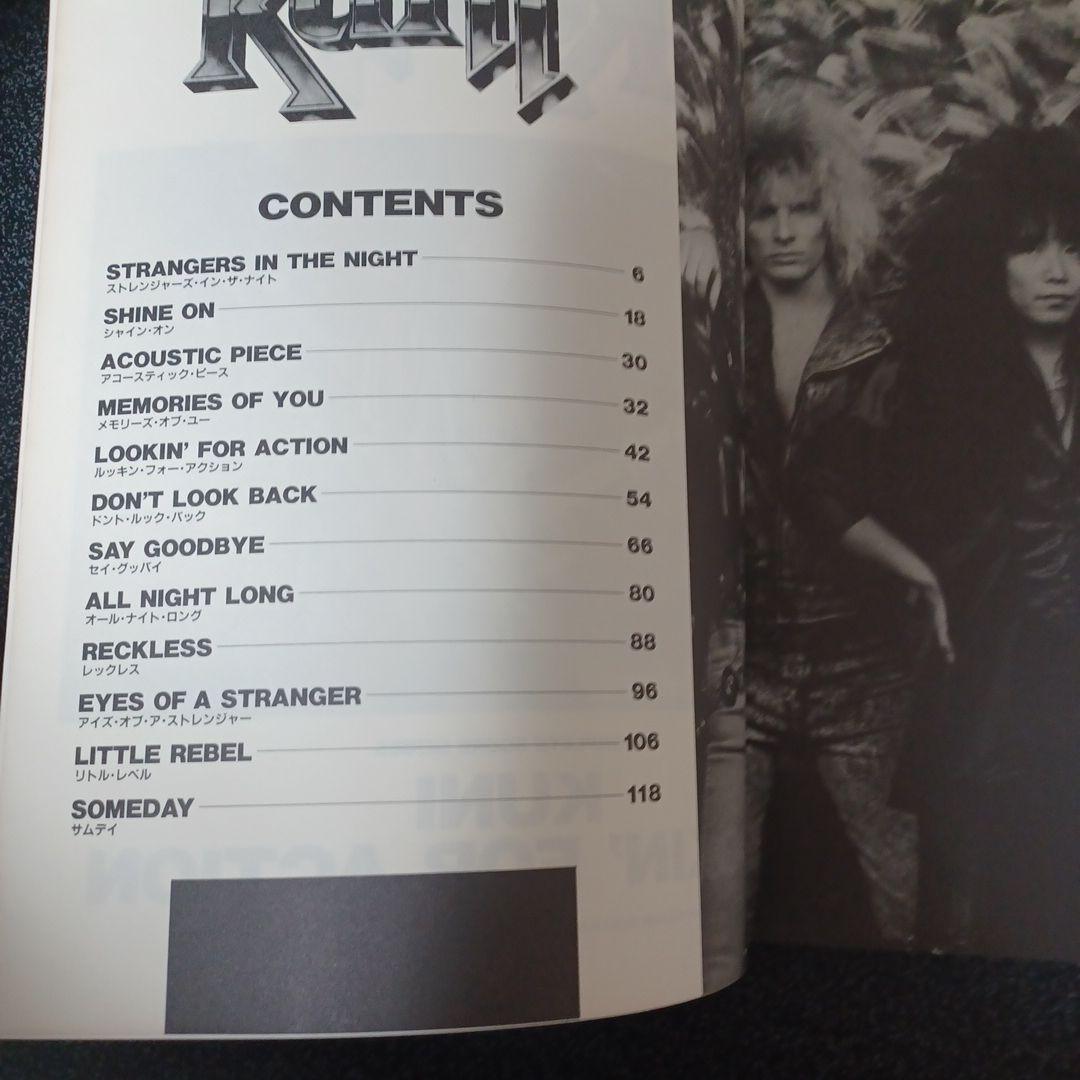 KUNI
CONTENTS
STRANGERS IN THE NIGHT 6
ストレンジャーズ・イン・ザ・ナイト
SHINE ON 18
シャイン・オン
ACOUSTIC PIECE 30
アコースティック・ピース
MEMORIES OF YOU 32
メモリーズ・オブ・ユー
LOOKIN' FOR ACTION 42
ルッキン・フォー・アクション
DON'T LOOK BACK 54
ドント・ルック・バック
SAY GOODBYE 66
セイ・グッバイ
ALL NIGHT LONG 80
オール・ナイト・ロング
RECKLESS 88
レックレス
EYES OF A STRANGER 96
アイズ・オブ・ア・ストレンジャー
LITTLE REBEL 106
リトル・レベル
SOMEDAY 118
サムデイ
KUNI
IN' FOR ACTION